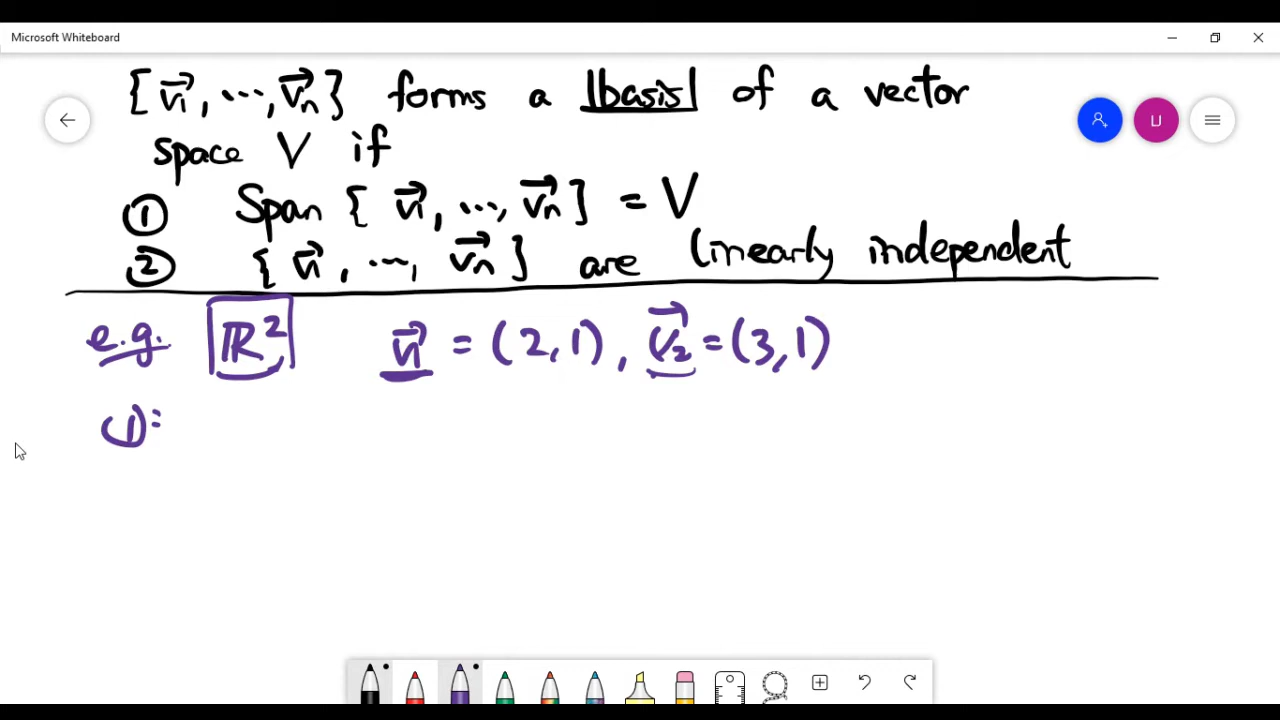 Microsoft Whiteboard
{v⃗1, ..., v⃗n} forms a basis of a vector
space V if
① Span {v⃗1, ..., v⃗n} = V
② {v⃗1, ..., v⃗n} are linearly independent
e.g. ℝ² v⃗1 = (2,1), v⃗2 = (3,1)
①:
LJ